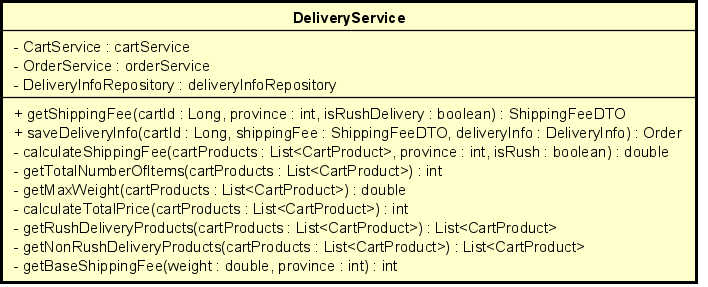 DeliveryService
- CartService : cartService
- OrderService : orderService
- DeliveryInfoRepository : deliveryInfoRepository
+ getShippingFee(cartId : Long, province : int, isRushDelivery : boolean) : ShippingFeeDTO
+ saveDeliveryInfo(cartId : Long, shippingFee : ShippingFeeDTO, deliveryInfo : DeliveryInfo) : Order
- calculateShippingFee(cartProducts : List<CartProduct>, province : int, isRush : boolean) : double
- getTotalNumberOfItems(cartProducts : List<CartProduct>) : int
- getMaxWeight(cartProducts : List<CartProduct>) : double
- calculateTotalPrice(cartProducts : List<CartProduct>) : int
- getRushDeliveryProducts(cartProducts : List<CartProduct>) : List<CartProduct>
- getNonRushDeliveryProducts(cartProducts : List<CartProduct>) : List<CartProduct>
- getBaseShippingFee(weight : double, province : int) : int